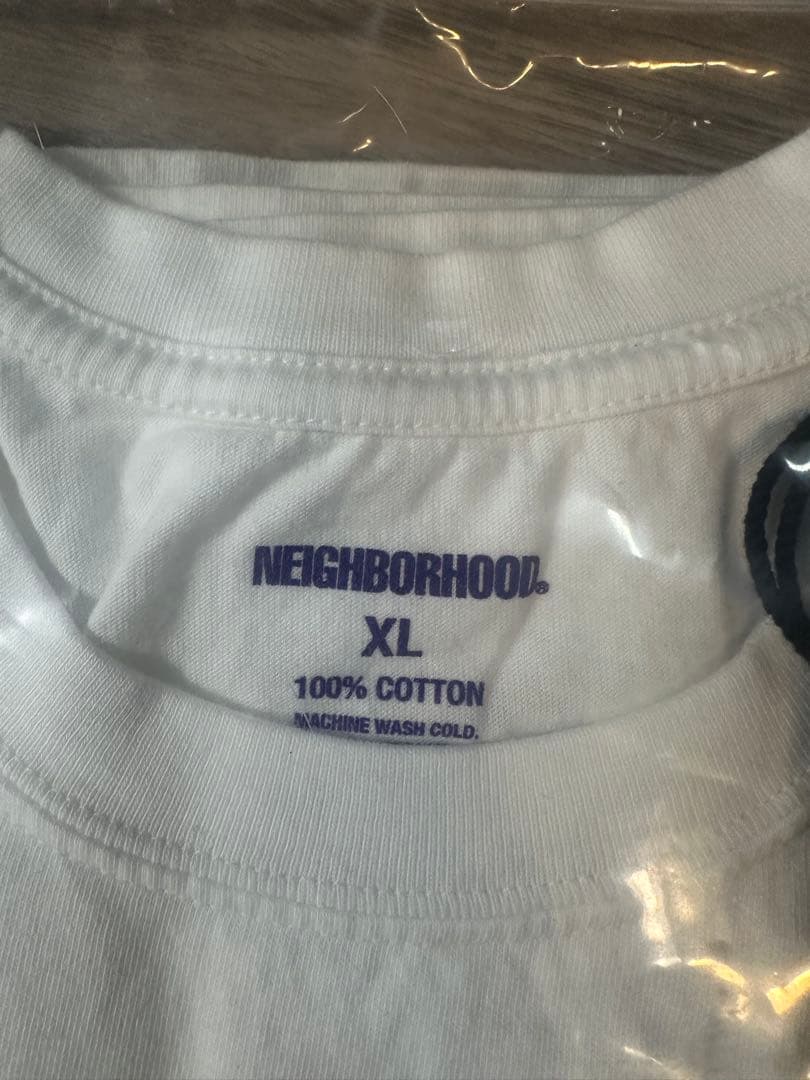 NEIGHBORHOOD®
XL
100% COTTON
MACHINE WASH COLD.